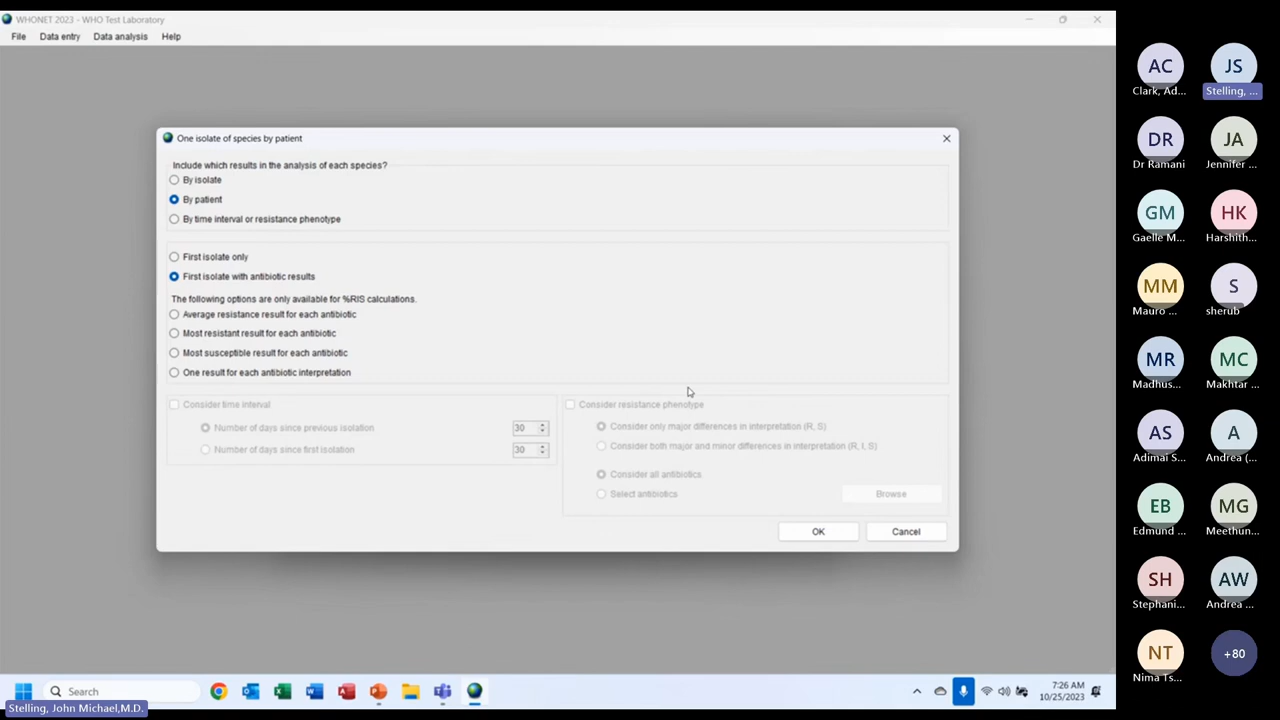 WHONET 2023 - WHO Test Laboratory
File Data entry Data analysis Help
One isolate of species by patient
Include which results in the analysis of each species?
By isolate
By patient
By time interval or resistance phenotype
First isolate only
First isolate with antibiotic results
The following options are only available for %RIS calculations.
Average resistance result for each antibiotic
Most resistant result for each antibiotic
Most susceptible result for each antibiotic
One result for each antibiotic interpretation
Consider time interval
Number of days since previous isolation 30
Number of days since first isolation 30
Consider resistance phenotype
Consider only major differences in interpretation (R, S)
Consider both major and minor differences in interpretation (R, I, S)
Consider all antibiotics
Select antibiotics Browse
OK Cancel
Search
7:26 AM
10/25/2023
Stelling, John Michael,M.D.
AC JS
Clark, Ad... Stelling, ...
DR JA
Dr Ramani Jennifer ...
GM HK
Gaelle M... Harshith...
MM S
Mauro ... sherub
MR MC
Madhus... Makhtar ...
AS A
Adimai S... Andrea (...
EB MG
Edmund ... Meethun...
SH AW
Stephani... Andrea ...
NT +80
Nima Ts...